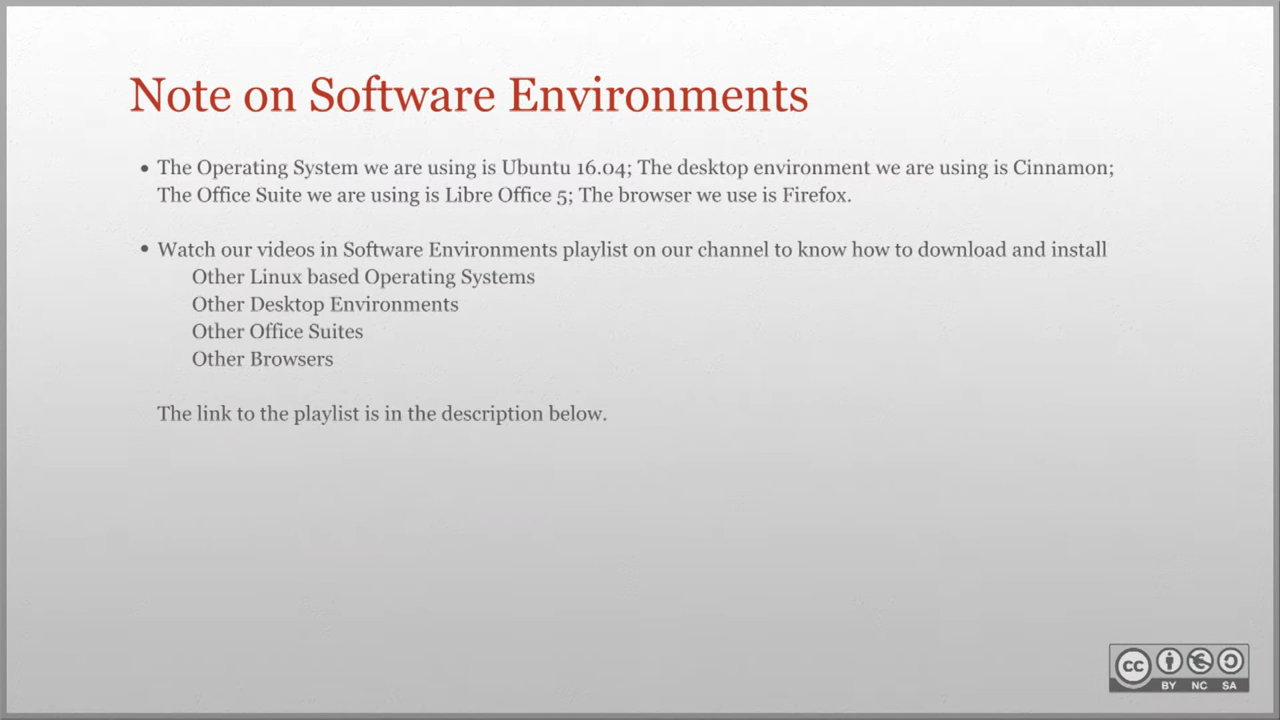 Note on Software Environments
• The Operating System we are using is Ubuntu 16.04; The desktop environment we are using is Cinnamon;
The Office Suite we are using is Libre Office 5; The browser we use is Firefox.
• Watch our videos in Software Environments playlist on our channel to know how to download and install
Other Linux based Operating Systems
Other Desktop Environments
Other Office Suites
Other Browsers
The link to the playlist is in the description below.
cc
BY NC SA